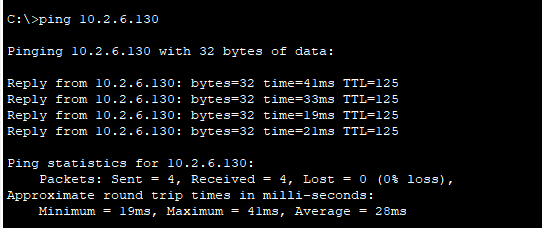 C:\>ping 10.2.6.130
Pinging 10.2.6.130 with 32 bytes of data:
Reply from 10.2.6.130: bytes=32 time=41ms TTL=125
Reply from 10.2.6.130: bytes=32 time=33ms TTL=125
Reply from 10.2.6.130: bytes=32 time=19ms TTL=125
Reply from 10.2.6.130: bytes=32 time=21ms TTL=125
Ping statistics for 10.2.6.130:
    Packets: Sent = 4, Received = 4, Lost = 0 (0% loss),
Approximate round trip times in milli-seconds:
    Minimum = 19ms, Maximum = 41ms, Average = 28ms